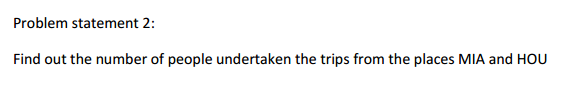 Problem statement 2:
Find out the number of people undertaken the trips from the places MIA and HOU